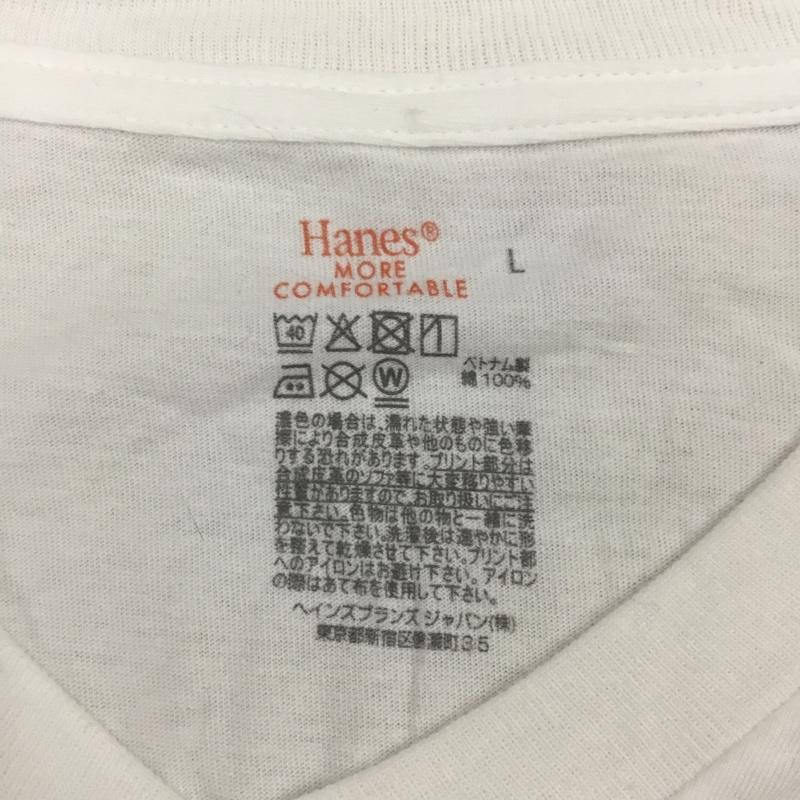 Hanes®
MORE
COMFORTABLE
L
40
ベトナム製
綿 100%
W
濃色の場合は、濡れた状態や強い摩
擦により合成皮革や他のものに色移
りする恐れがあります。プリント部分は
合成皮革のソファ等に大変移りやすい
性質がありますので、お取り扱いにご注
意下さい。色物は他の物と一緒に洗
わないで下さい。洗濯後は速やかに形
を整えて乾燥させて下さい。プリント部
へのアイロンはお避け下さい。アイロン
の際はあて布を使用して下さい。
ヘインズブランズ ジャパン(株)
東京都新宿区信濃町35